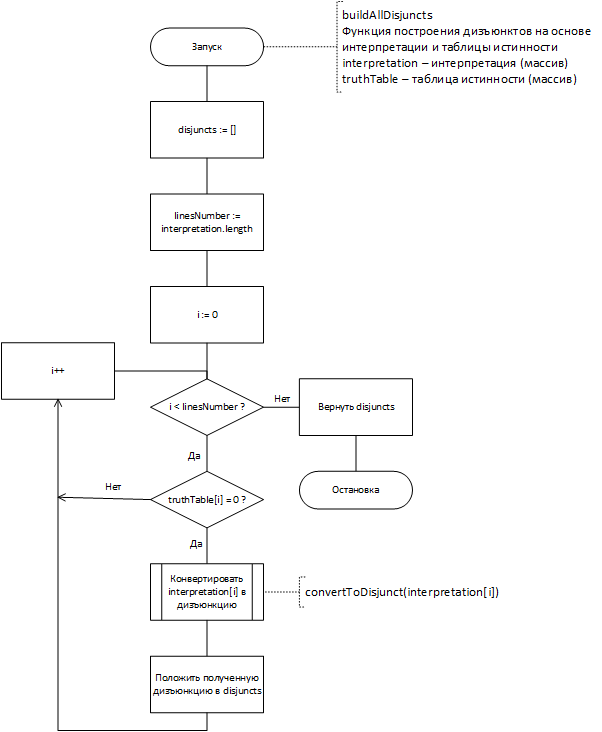 buildAllDisjuncts
Функция построения дизъюнктов на основе
интерпретации и таблицы истинности
interpretation – интерпретация (массив)
truthTable – таблица истинности (массив)
Запуск
disjuncts := []
linesNumber :=
interpretation.length
i := 0
i++
i < linesNumber ?
Нет
Вернуть disjuncts
Да
Остановка
Нет
truthTable[i] = 0 ?
Да
Конвертировать
interpretation[i] в
дизъюнкцию
convertToDisjunct(interpretation[i])
Положить полученную
дизъюнкцию в disjuncts